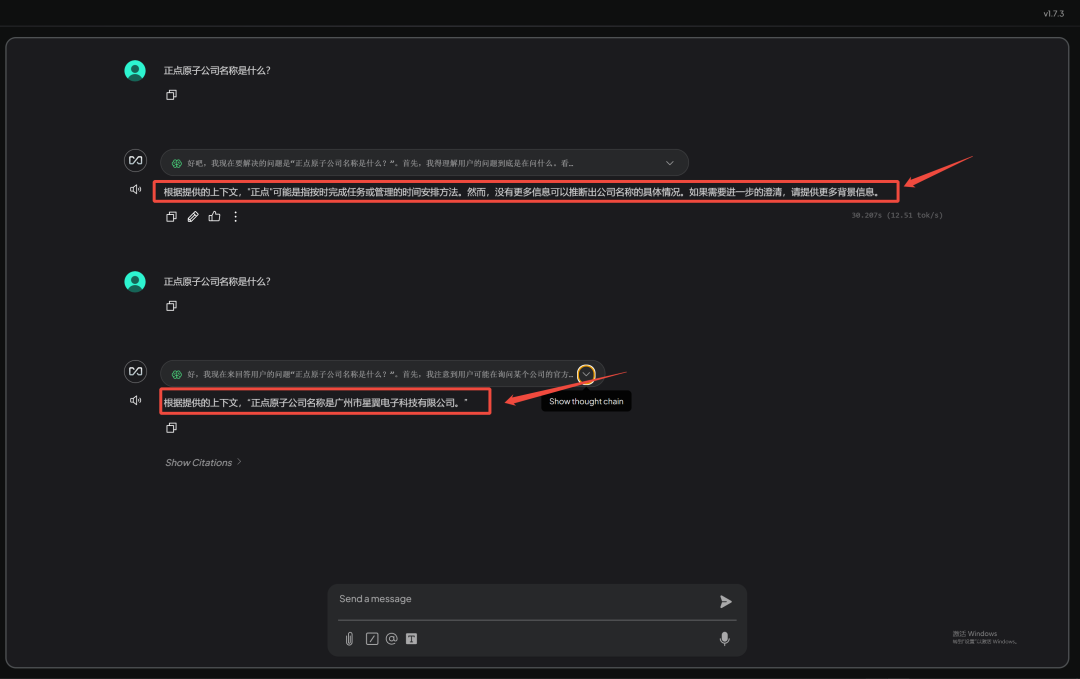 v1.7.3
正点原子公司名称是什么？
好吧，我现在要解决的问题是“正点原子公司名称是什么？”。首先，我得理解用户的问题到底是在问什么。看…
根据提供的上下文，“正点”可能是指按时完成任务或管理的时间安排方法。然而，没有更多信息可以推断出公司名称的具体情况。如果需要进一步的澄清，请提供更多背景信息。
30.207s (12.51 tok/s)
正点原子公司名称是什么？
好，我现在来回答用户的问题“正点原子公司名称是什么？”。首先，我注意到用户可能在询问某个公司的官方…
根据提供的上下文，“正点原子公司名称是广州市星翼电子科技有限公司。”
Show thought chain
Show Citations
Send a message
激活 Windows
转到“设置”以激活 Windows。